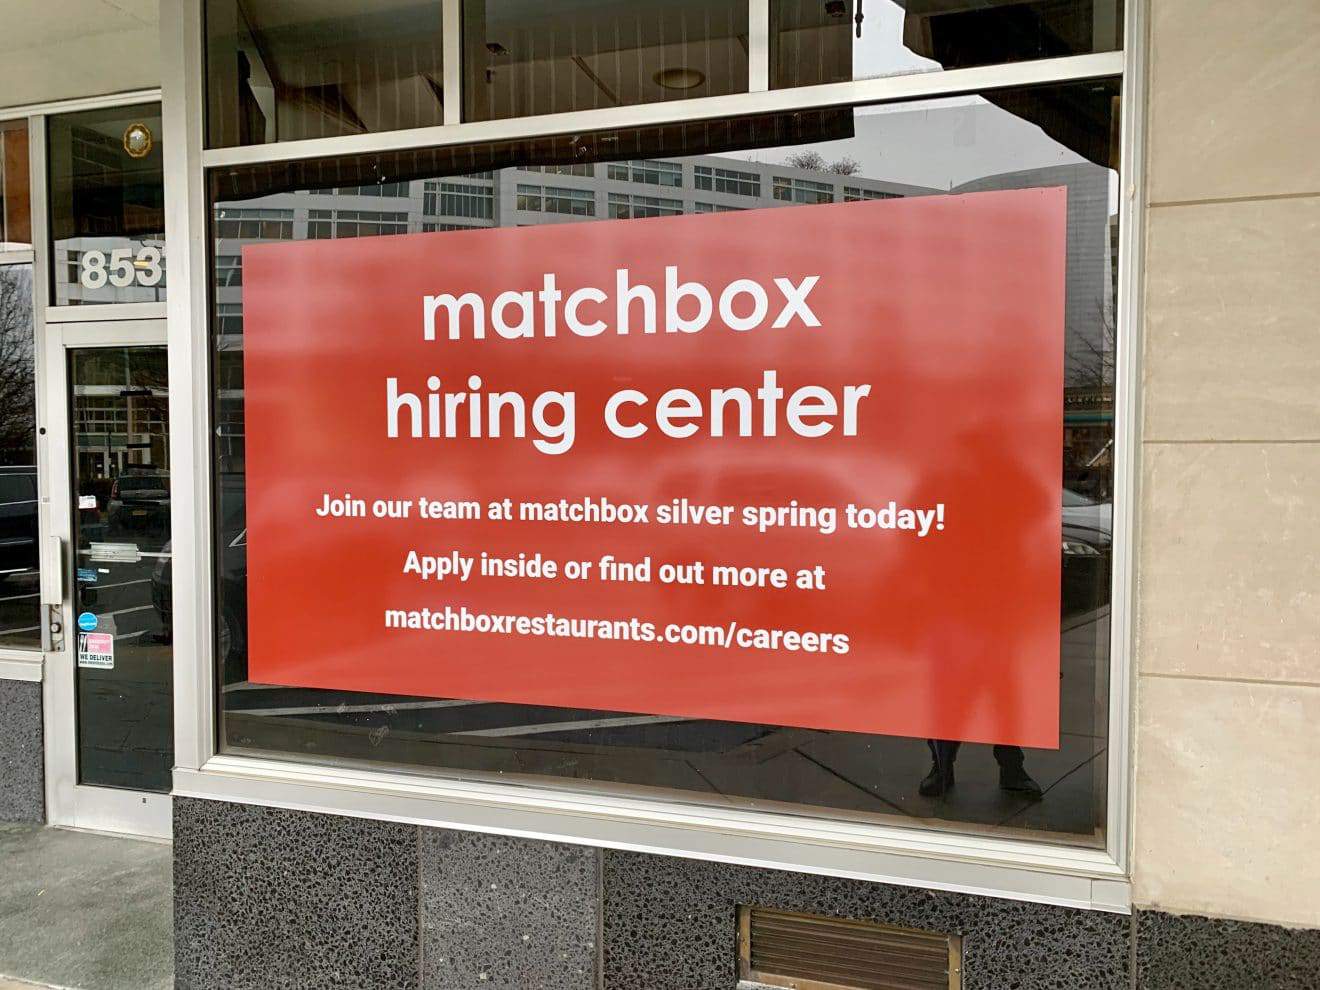 853
matchbox
hiring center
Join our team at matchbox silver spring today!
Apply inside or find out more at
matchboxrestaurants.com/careers
WE DELIVER